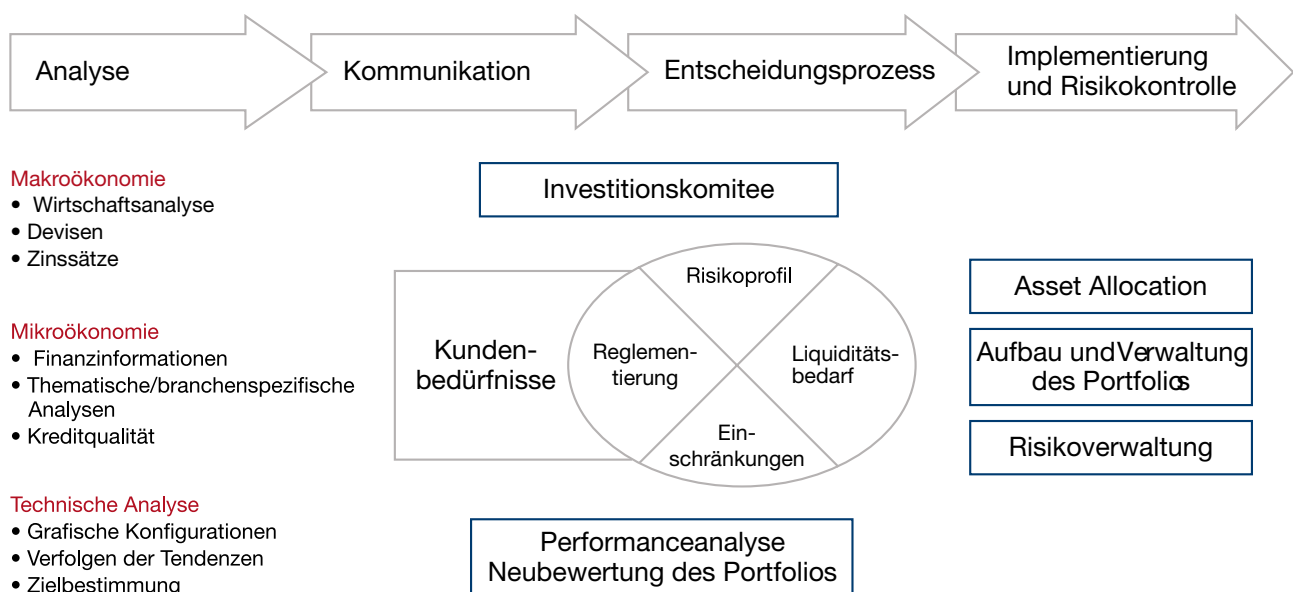 Analyse
Kommunikation
Entscheidungsprozess
Implementierung
und Risikokontrolle
Makroökonomie
• Wirtschaftsanalyse
• Devisen
• Zinssätze
Mikroökonomie
• Finanzinformationen
• Thematische/branchenspezifische
Analysen
• Kreditqualität
Technische Analyse
• Grafische Konfigurationen
• Verfolgen der Tendenzen
• Zielbestimmung
Investitionskomitee
Kunden-
bedürfnisse
Risikoprofil
Reglemen-
tierung
Liquiditäts-
bedarf
Ein-
schränkungen
Performanceanalyse
Neubewertung des Portfolios
Asset Allocation
Aufbau und Verwaltung
des Portfolios
Risikoverwaltung